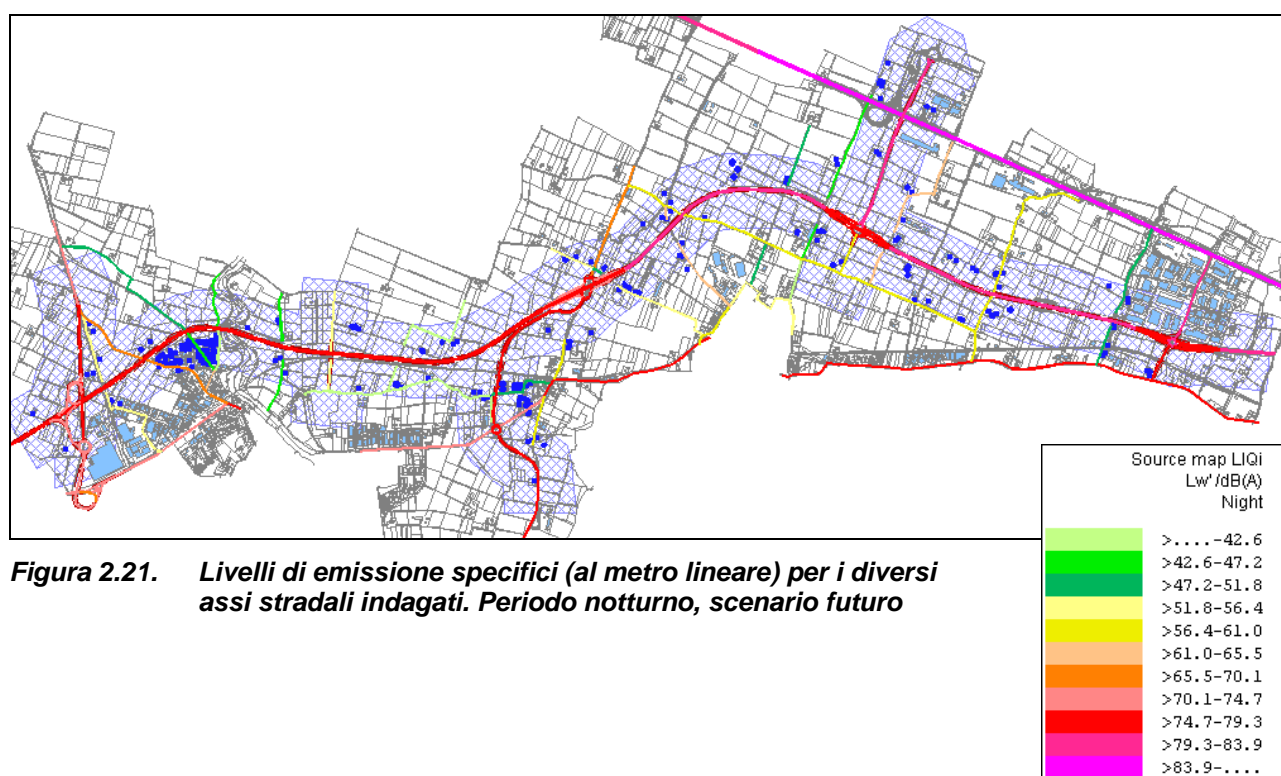 Source map LIQi
Lw'/dB(A)
Night
>....-42.6
>42.6-47.2
>47.2-51.8
>51.8-56.4
>56.4-61.0
>61.0-65.5
>65.5-70.1
>70.1-74.7
>74.7-79.3
>79.3-83.9
>83.9-....
Figura 2.21. Livelli di emissione specifici (al metro lineare) per i diversi
assi stradali indagati. Periodo notturno, scenario futuro